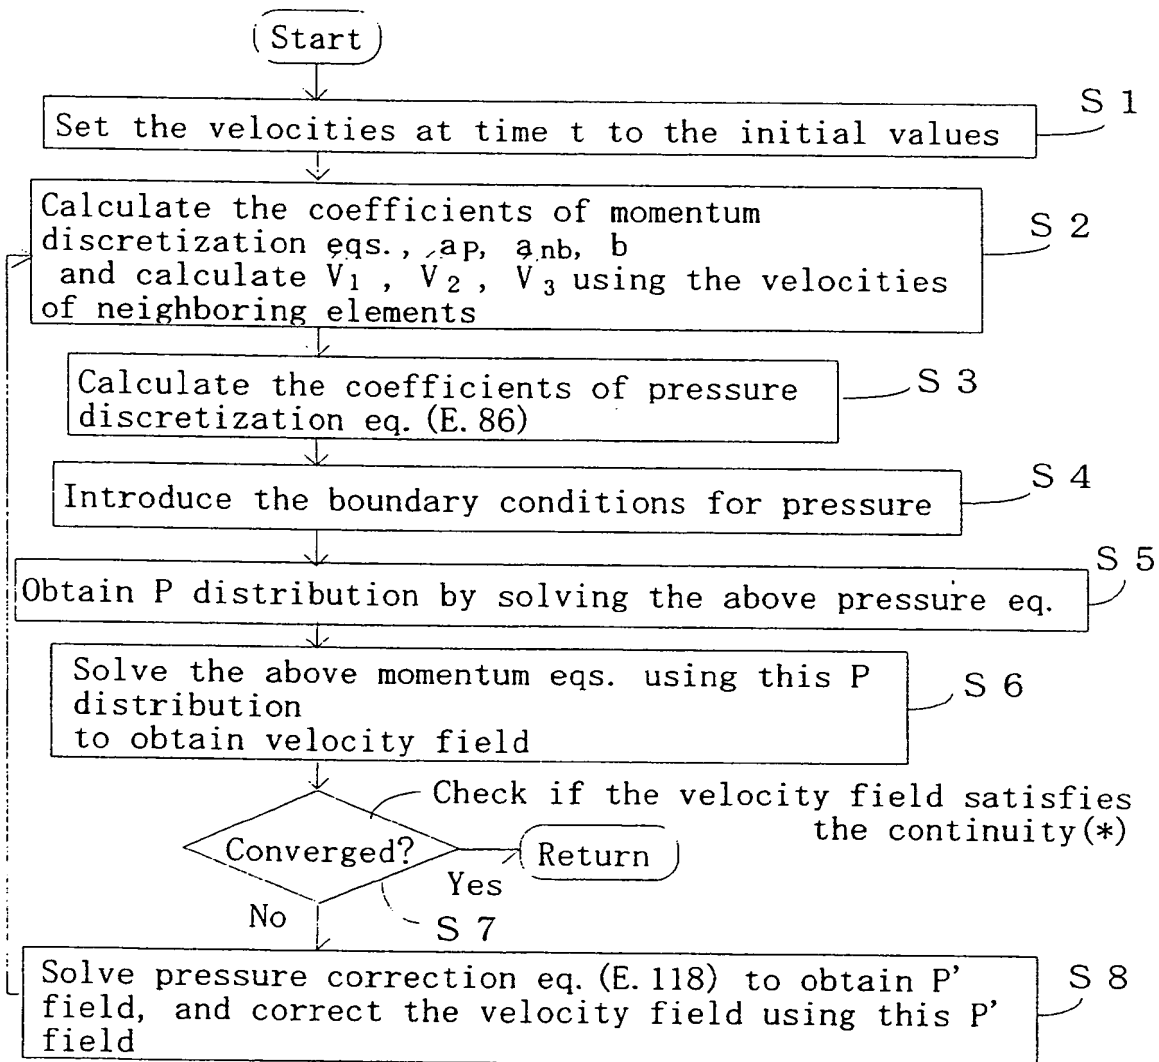 Start
S 1
Set the velocities at time t to the initial values
Calculate the coefficients of momentum
discretization eqs., aP, anb, b
and calculate V̂1, V̂2, V̂3 using the velocities
of neighboring elements
S 2
Calculate the coefficients of pressure
discretization eq. (E. 86)
S 3
Introduce the boundary conditions for pressure
S 4
S 5
Obtain P distribution by solving the above pressure eq.
Solve the above momentum eqs. using this P
distribution
to obtain velocity field
S 6
Check if the velocity field satisfies
the continuity(*)
Converged?
Return
Yes
No
S 7
Solve pressure correction eq. (E. 118) to obtain P'
field, and correct the velocity field using this P'
field
S 8